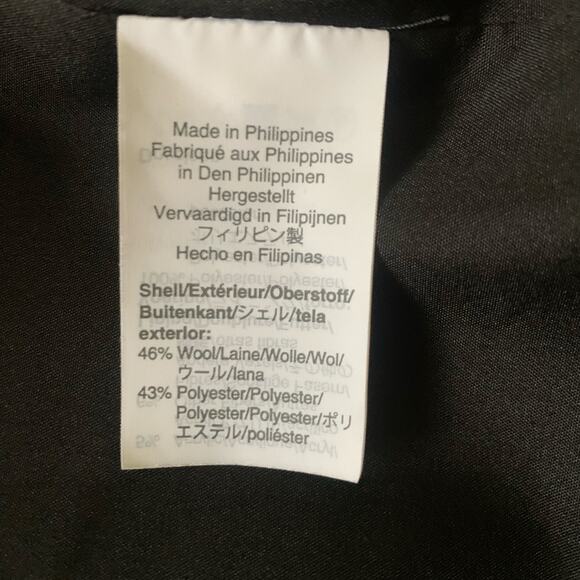 Made in Philippines
Fabriqué aux Philippines
in Den Philippinen
Hergestellt
Vervaardigd in Filipijnen
フィリピン製
Hecho en Filipinas
Shell/Extérieur/Oberstoff/
Buitenkant/シェル/tela
exterior:
46% Wool/Laine/Wolle/Wol/
ウール/lana
43% Polyester/Polyester/
Polyester/Polyester/ポリ
エステル/poliéster